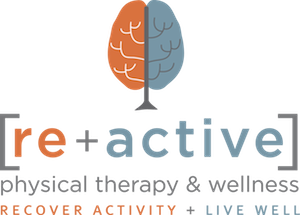 [re+active]
physical therapy & wellness
RECOVER ACTIVITY + LIVE WELL